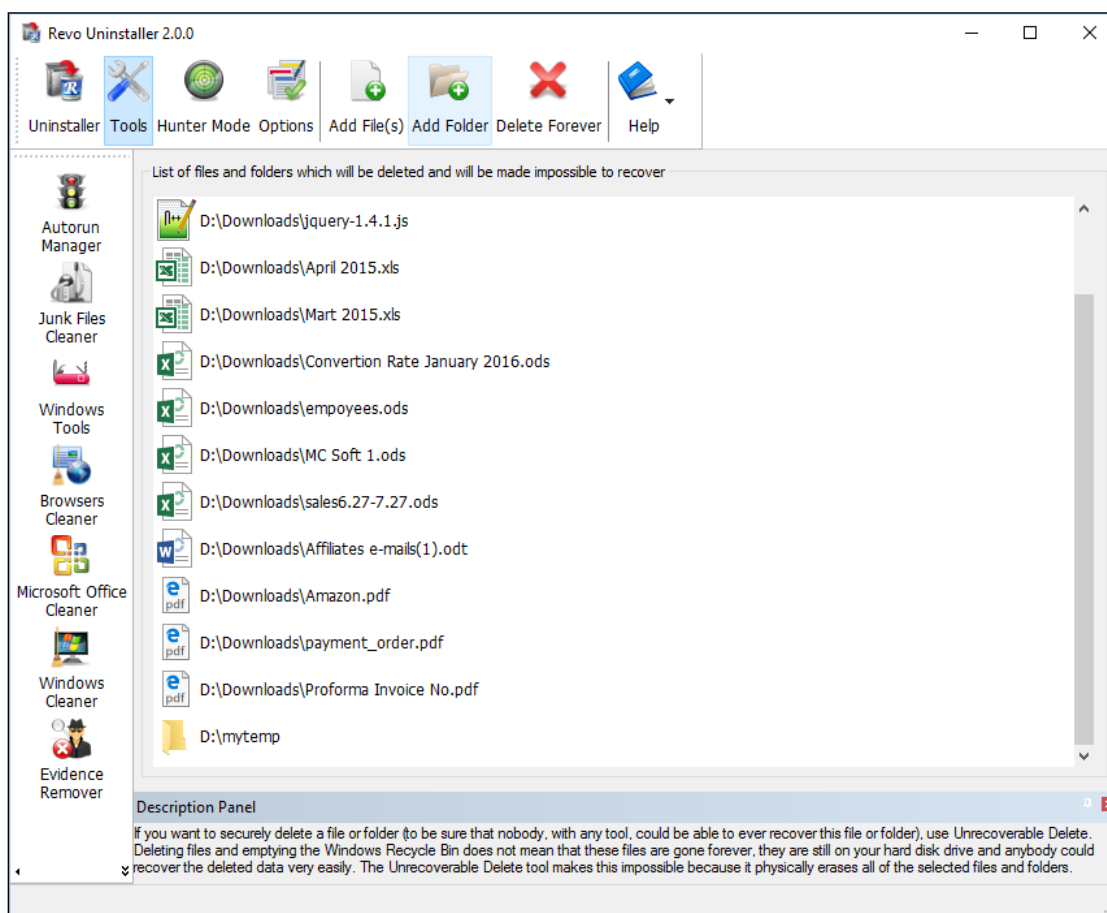 Revo Uninstaller 2.0.0
Uninstaller Tools Hunter Mode Options Add File(s) Add Folder Delete Forever Help
Autorun
Manager
Junk Files
Cleaner
Windows
Tools
Browsers
Cleaner
Microsoft Office
Cleaner
Windows
Cleaner
Evidence
Remover
List of files and folders which will be deleted and will be made impossible to recover
D:\Downloads\jquery-1.4.1.js
D:\Downloads\April 2015.xls
D:\Downloads\Mart 2015.xls
D:\Downloads\Convertion Rate January 2016.ods
D:\Downloads\empoyees.ods
D:\Downloads\MC Soft 1.ods
D:\Downloads\sales6.27-7.27.ods
D:\Downloads\Affiliates e-mails(1).odt
D:\Downloads\Amazon.pdf
D:\Downloads\payment_order.pdf
D:\Downloads\Proforma Invoice No.pdf
D:\mytemp
Description Panel
If you want to securely delete a file or folder (to be sure that nobody, with any tool, could be able to ever recover this file or folder), use Unrecoverable Delete.
Deleting files and emptying the Windows Recycle Bin does not mean that these files are gone forever, they are still on your hard disk drive and anybody could
recover the deleted data very easily. The Unrecoverable Delete tool makes this impossible because it physically erases all of the selected files and folders.